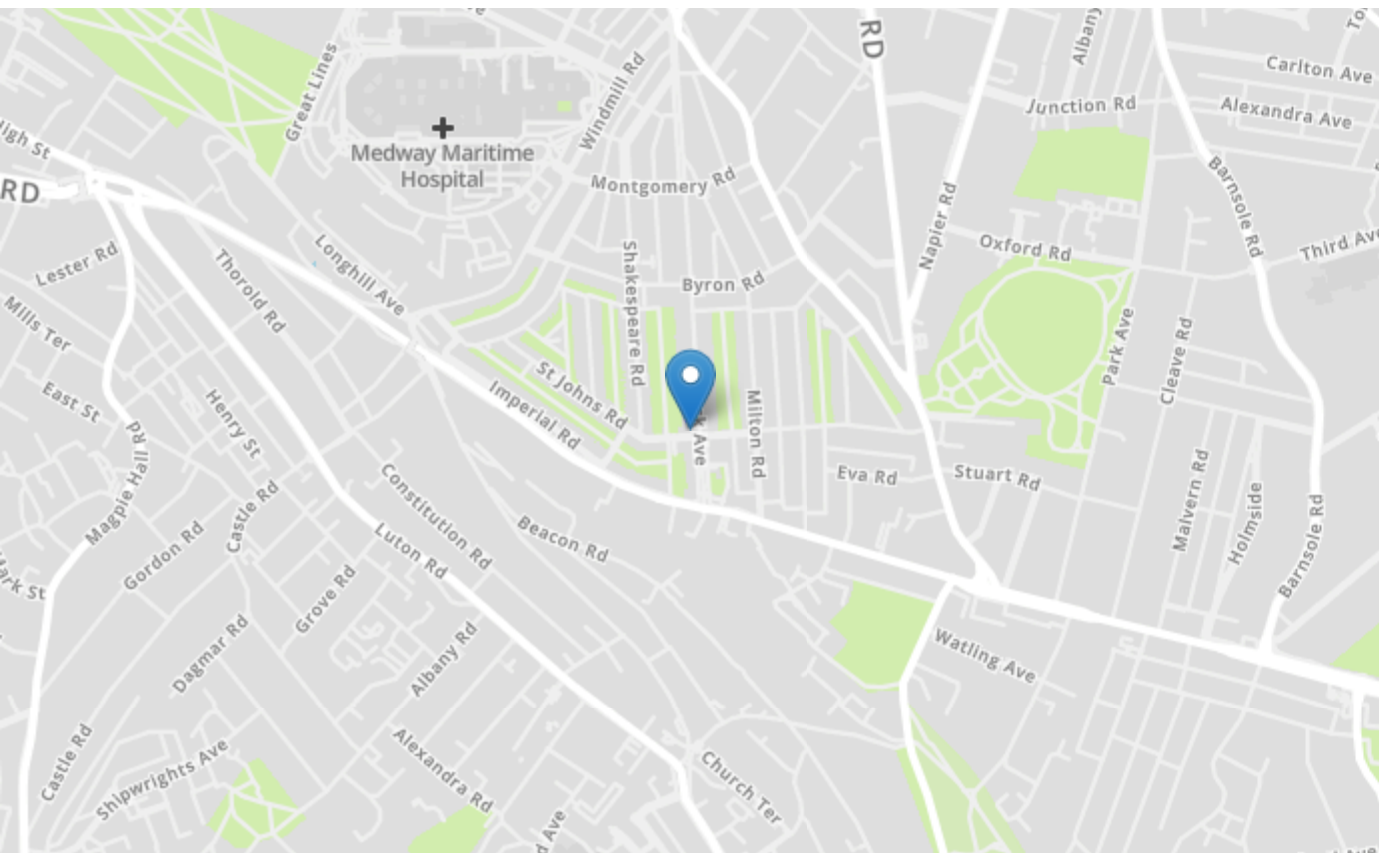 RD
Albany
Carlton Ave
Great Lines
Windmill Rd
Junction Rd
Alexandra Ave
High St
Medway Maritime
Hospital
RD
Montgomery Rd
Barnsole Rd
Napier Rd
Third Ave
Lester Rd
Thorold Rd
Longhill Ave
Shakespeare Rd
Byron Rd
Oxford Rd
Mills Ter
Park Ave
Cleave Rd
East St
Henry St
St Johns Rd
Imperial Rd
Ave
Milton Rd
Magpie Hall Rd
Castle Rd
Constitution Rd
Eva Rd
Stuart Rd
Malvern Rd
Holmside
Barnsole Rd
Gordon Rd
Luton Rd
Beacon Rd
ark St
Grove Rd
Dagmar Rd
Albany Rd
Watling Ave
Castle Rd
Shipwrights Ave
Alexandra Rd
Church Ter
d Ave